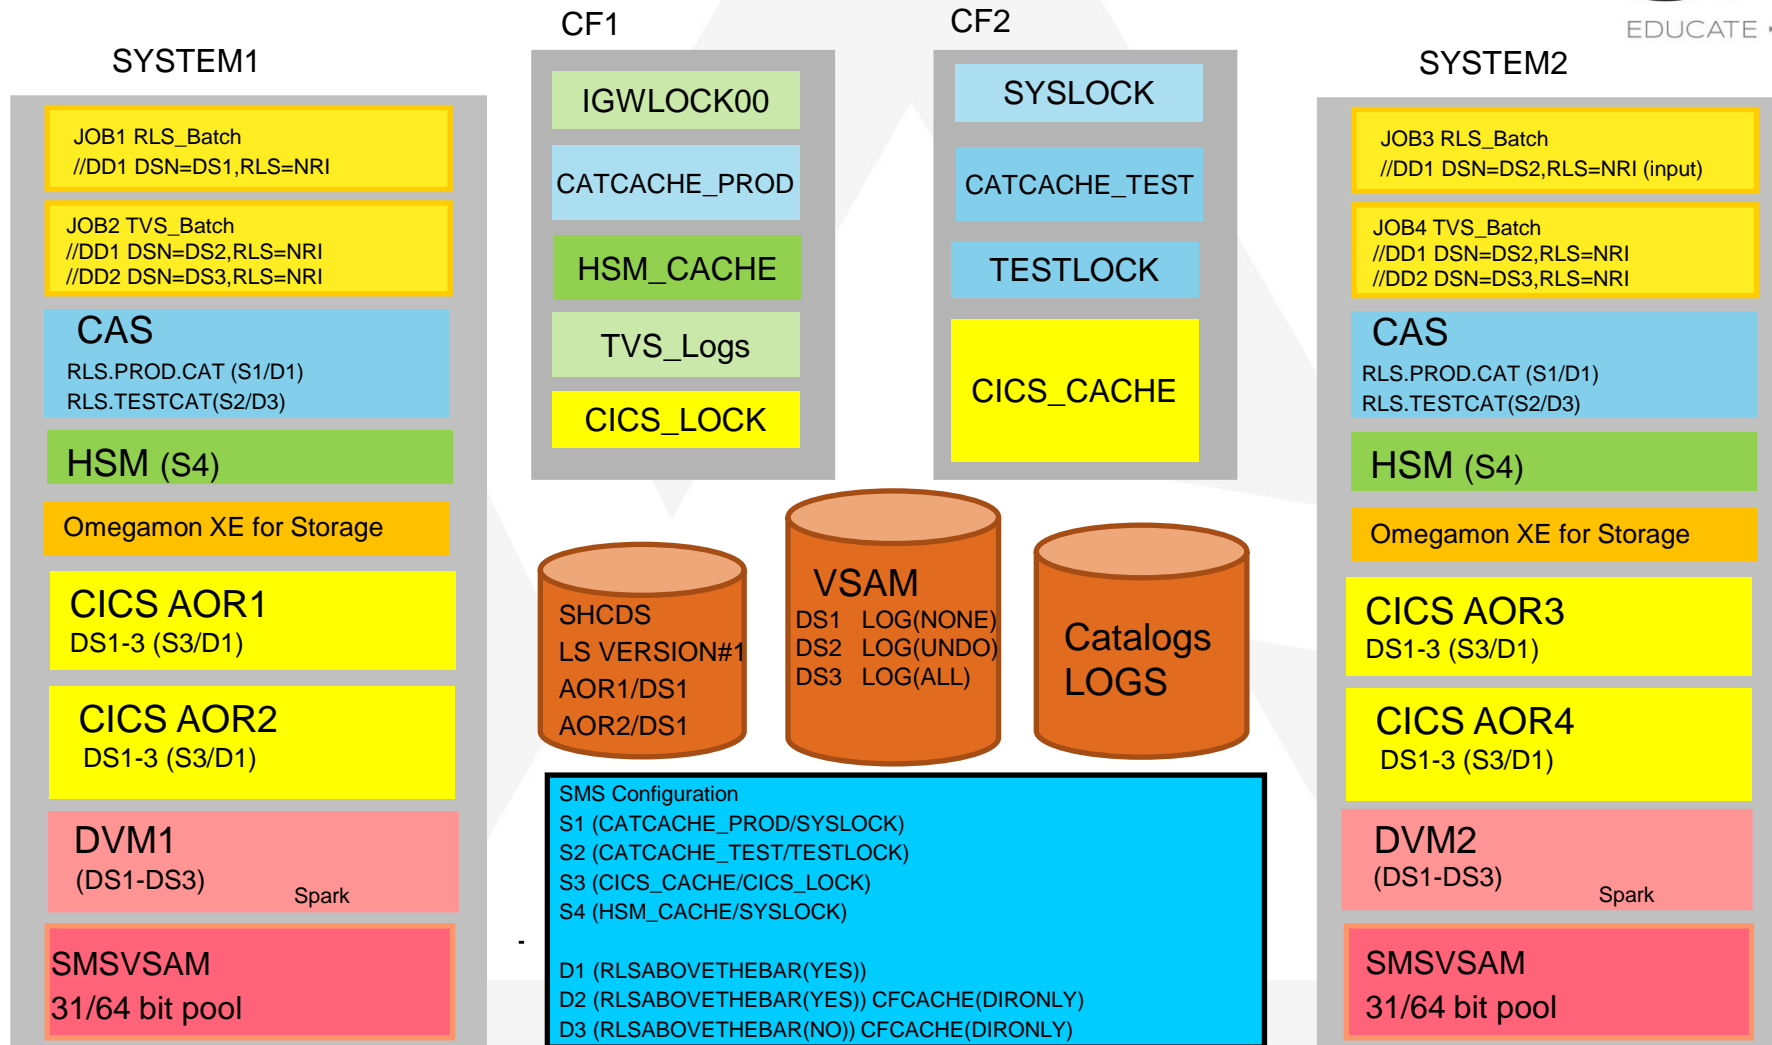 EDUCATE
SYSTEM1
JOB1 RLS_Batch
//DD1 DSN=DS1,RLS=NRI
JOB2 TVS_Batch
//DD1 DSN=DS2,RLS=NRI
//DD2 DSN=DS3,RLS=NRI
CAS
RLS.PROD.CAT (S1/D1)
RLS.TESTCAT(S2/D3)
HSM (S4)
Omegamon XE for Storage
CICS AOR1
DS1-3 (S3/D1)
CICS AOR2
DS1-3 (S3/D1)
DVM1
(DS1-DS3)
Spark
SMSVSAM
31/64 bit pool
CF1
IGWLOCK00
CATCACHE_PROD
HSM_CACHE
TVS_Logs
CICS_LOCK
CF2
SYSLOCK
CATCACHE_TEST
TESTLOCK
CICS_CACHE
SHCDS
LS VERSION#1
AOR1/DS1
AOR2/DS1
VSAM
DS1 LOG(NONE)
DS2 LOG(UNDO)
DS3 LOG(ALL)
Catalogs
LOGS
SMS Configuration
S1 (CATCACHE_PROD/SYSLOCK)
S2 (CATCACHE_TEST/TESTLOCK)
S3 (CICS_CACHE/CICS_LOCK)
S4 (HSM_CACHE/SYSLOCK)
-
D1 (RLSABOVETHEBAR(YES))
D2 (RLSABOVETHEBAR(YES)) CFCACHE(DIRONLY)
D3 (RLSABOVETHEBAR(NO)) CFCACHE(DIRONLY)
SYSTEM2
JOB3 RLS_Batch
//DD1 DSN=DS2,RLS=NRI (input)
JOB4 TVS_Batch
//DD1 DSN=DS2,RLS=NRI
//DD2 DSN=DS3,RLS=NRI
CAS
RLS.PROD.CAT (S1/D1)
RLS.TESTCAT(S2/D3)
HSM (S4)
Omegamon XE for Storage
CICS AOR3
DS1-3 (S3/D1)
CICS AOR4
DS1-3 (S3/D1)
DVM2
(DS1-DS3)
Spark
SMSVSAM
31/64 bit pool